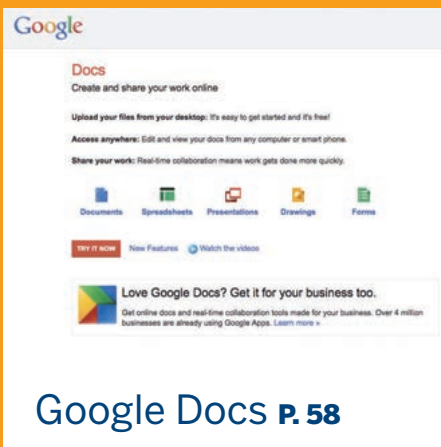 Google
Docs
Create and share your work online
Upload your files from your desktop: It's easy to get started and it's free!
Access anywhere: Edit and view your docs from any computer or smart phone.
Share your work: Real-time collaboration means work gets done more quickly.
Documents Spreadsheets Presentations Drawings Forms
TRY IT NOW New Features Watch the videos
Love Google Docs? Get it for your business too.
Get online docs and real-time collaboration tools made for your business. Over 4 million
businesses are already using Google Apps. Learn more »
Google Docs P. 58